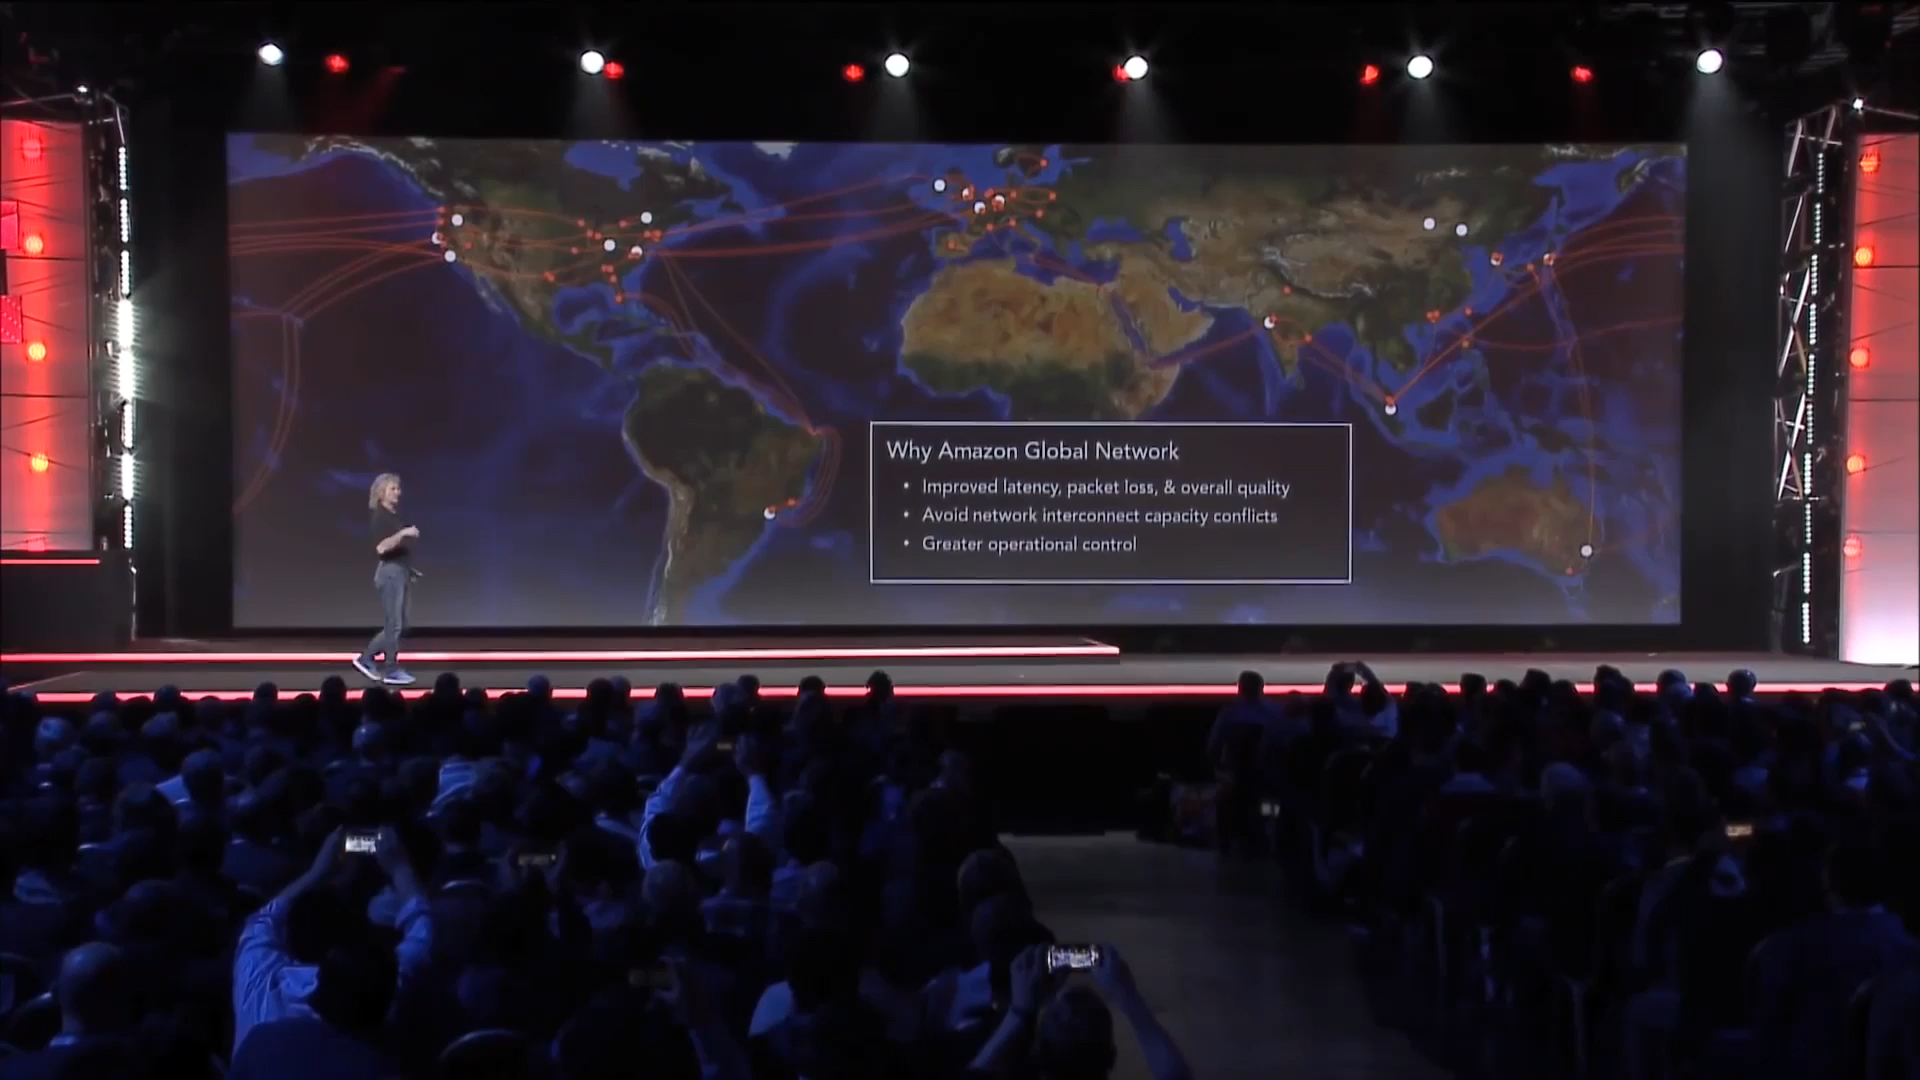 Why Amazon Global Network
• Improved latency, packet loss, & overall quality
• Avoid network interconnect capacity conflicts
• Greater operational control